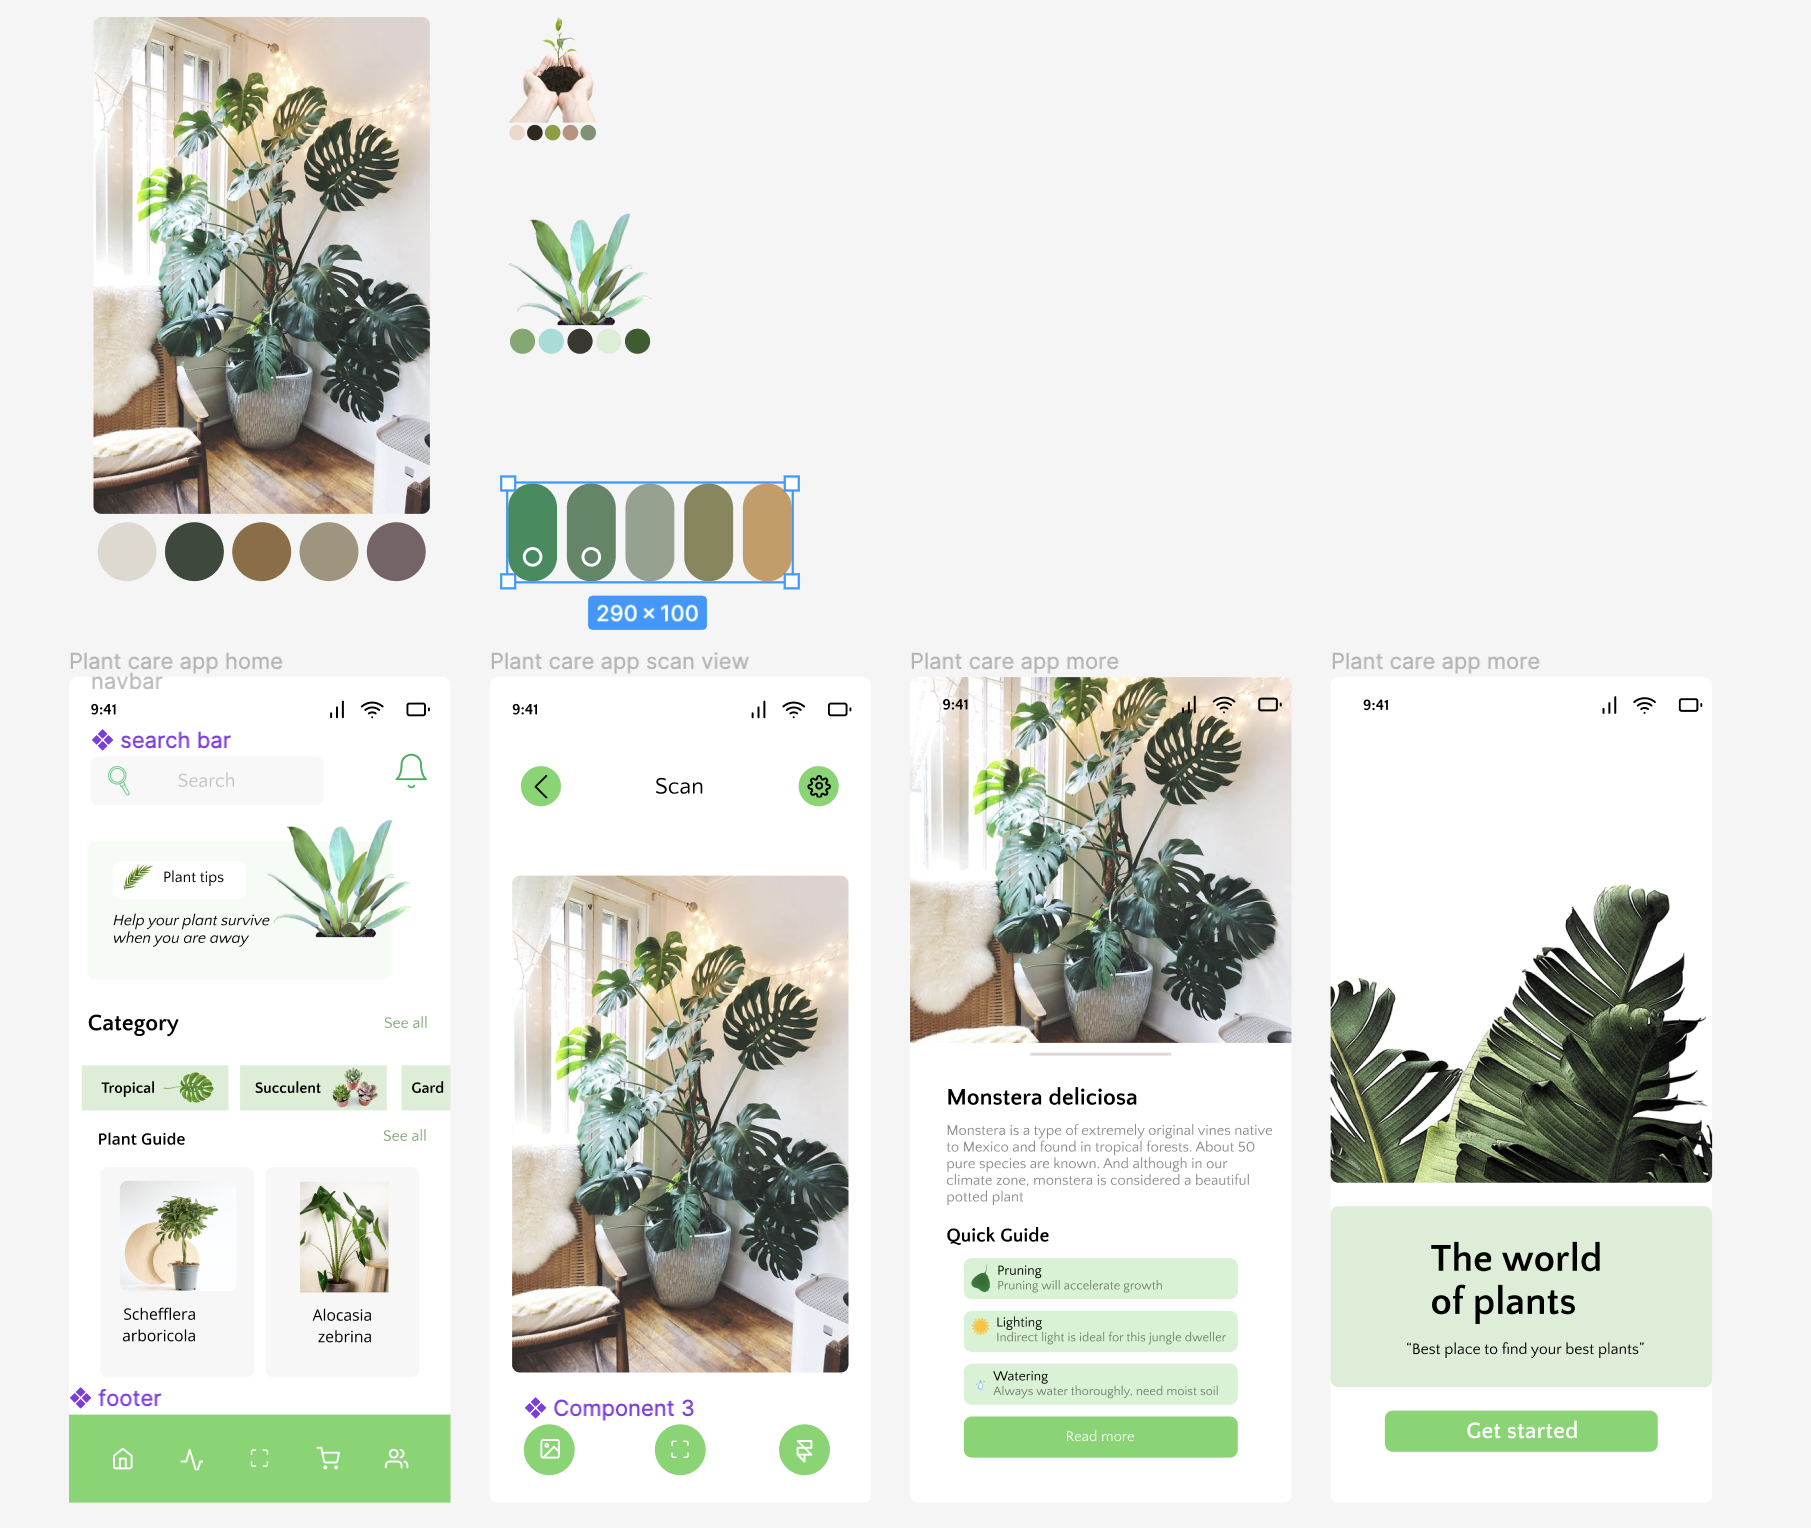 290 × 100
Plant care app home
navbar
9:41
search bar
Search
Plant tips
Help your plant survive
when you are away
Category
See all
Tropical
Succulent
Gard
Plant Guide
See all
Schefflera
arboricola
Alocasia
zebrina
footer
Plant care app scan view
9:41
Scan
Component 3
Plant care app more
9:41
Monstera deliciosa
Monstera is a type of extremely original vines native
to Mexico and found in tropical forests. About 50
pure species are known. And although in our
climate zone, monstera is considered a beautiful
potted plant
Quick Guide
Pruning
Pruning will accelerate growth
Lighting
Indirect light is ideal for this jungle dweller
Watering
Always water thoroughly, need moist soil
Read more
Plant care app more
9:41
The world
of plants
“Best place to find your best plants”
Get started